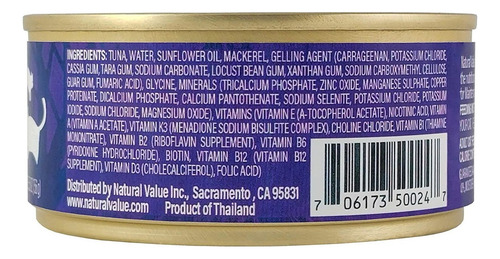 INGREDIENTS: TUNA, WATER, SUNFLOWER OIL, MACKEREL, GELLING AGENT (CARRAGEENAN, POTASSIUM CHLORIDE,
CASSIA GUM, TARA GUM, SODIUM CARBONATE, LOCUST BEAN GUM, XANTHAN GUM, SODIUM CARBOXYMETHYL CELLULOSE,
GUAR GUM, FUMARIC ACID), GLYCINE, MINERALS (TRICALCIUM PHOSPHATE, ZINC OXIDE, MANGANESE SULPHATE, COPPER
PROTEINATE, DICALCIUM PHOSPHATE, CALCIUM PANTOTHENATE, SODIUM SELENITE, POTASSIUM CHLORIDE, POTASSIUM
IODIDE, SODIUM CHLORIDE, MAGNESIUM OXIDE), VITAMINS (VITAMIN E (A-TOCOPHEROL ACETATE), NICOTINIC ACID, VITAMIN
A (VITAMIN A ACETATE), VITAMIN K3 (MENADIONE SODIUM BISULFITE COMPLEX), CHOLINE CHLORIDE, VITAMIN B1 (THIAMINE
MONONITRATE), VITAMIN B2 (RIBOFLAVIN SUPPLEMENT), VITAMIN B6
(PYRIDOXINE HYDROCHLORIDE), BIOTIN, VITAMIN B12 (VITAMIN B12
SUPPLEMENT), VITAMIN D3 (CHOLECALCIFEROL), FOLIC ACID)
Distributed by Natural Value Inc., Sacramento, CA 95831
www.naturalvalue.com Product of Thailand
7 06173 50024 7